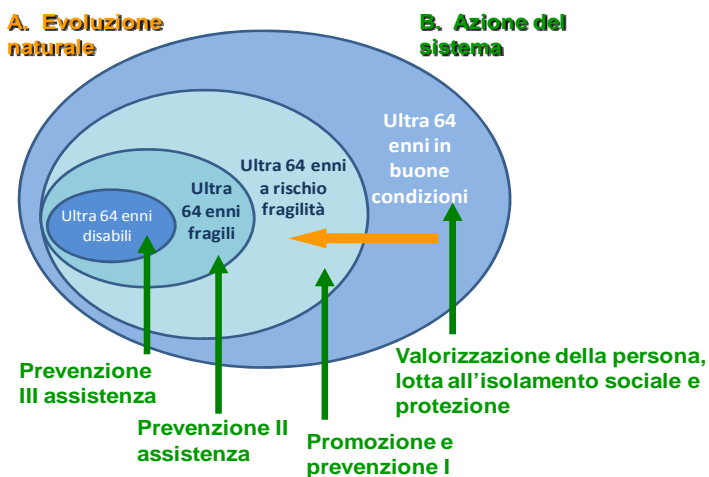 A. Evoluzione
naturale
B. Azione del
sistema
Ultra 64
enni in
buone
condizioni
Ultra 64 enni
a rischio
fragilità
Ultra
64 enni
fragili
Ultra 64 enni
disabili
Prevenzione
III assistenza
Prevenzione II
assistenza
Promozione e
prevenzione I
Valorizzazione della persona,
lotta all'isolamento sociale e
protezione